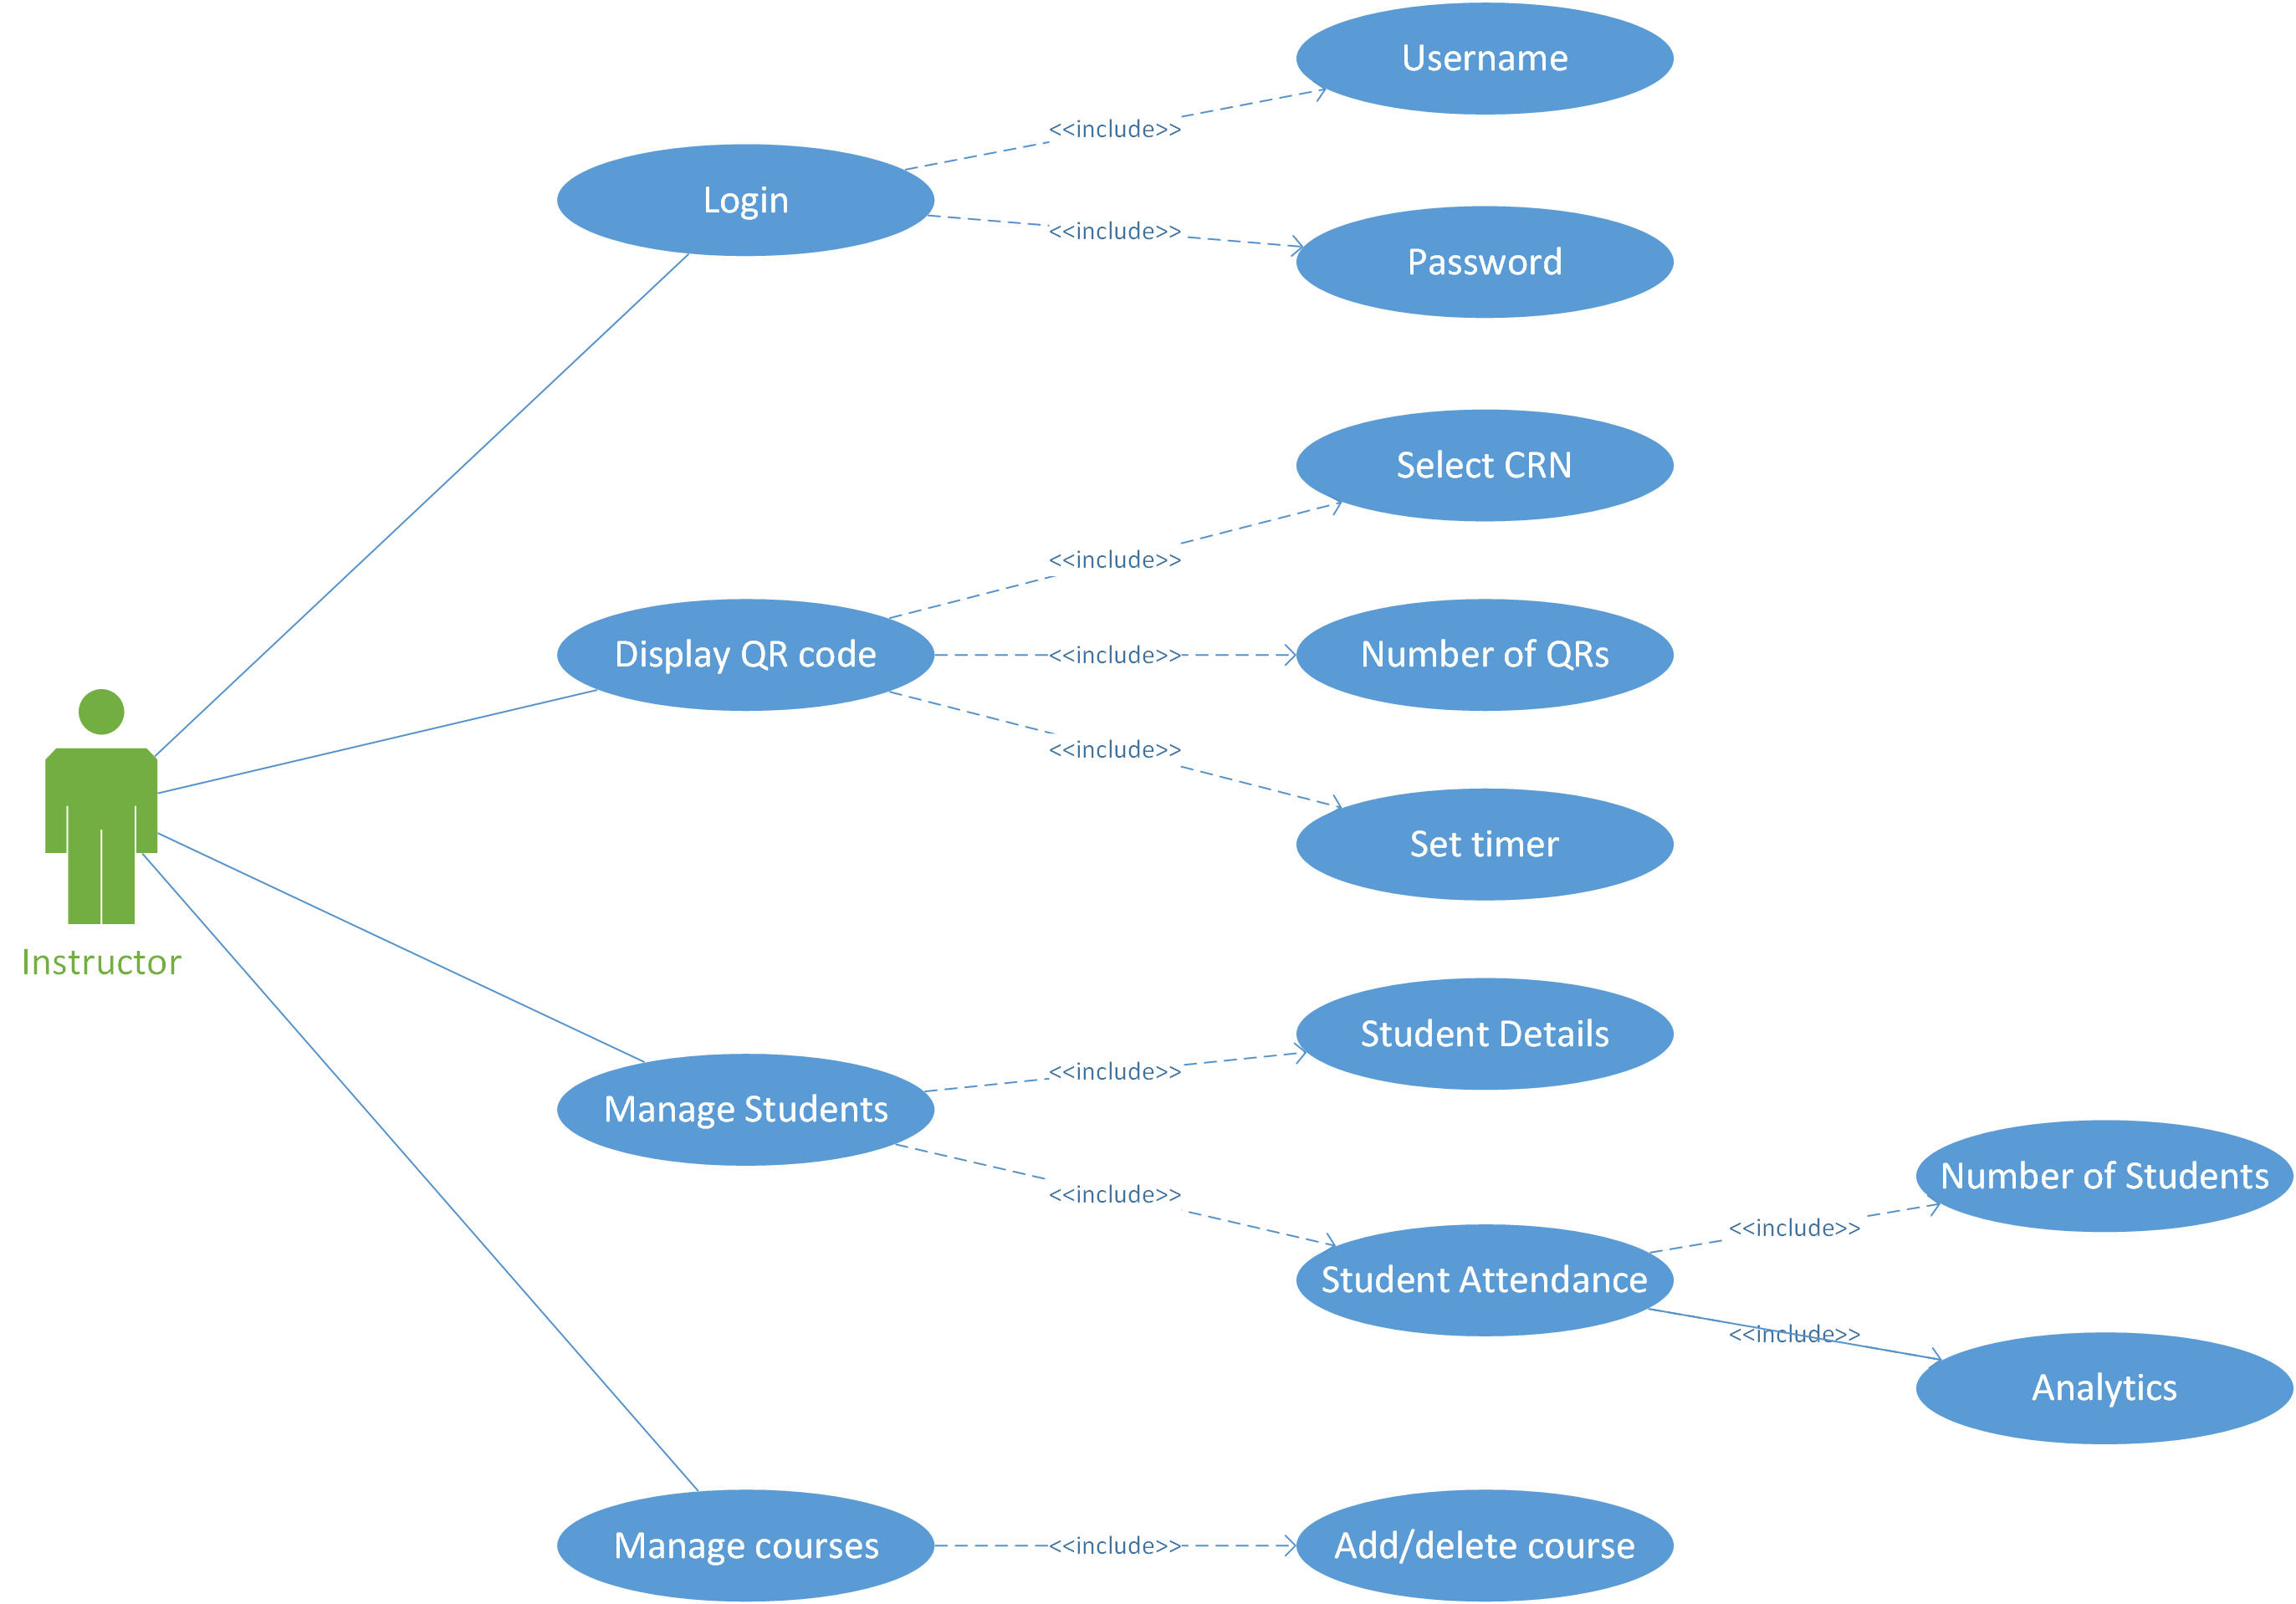 Username
<<include>>
Login
<<include>>
Password
Select CRN
<<include>>
Display QR code
<<include>>
Number of QRs
<<include>>
Set timer
Instructor
Student Details
<<include>>
Manage Students
<<include>>
Number of Students
<<include>>
Student Attendance
<<include>>
Analytics
Manage courses
<<include>>
Add/delete course